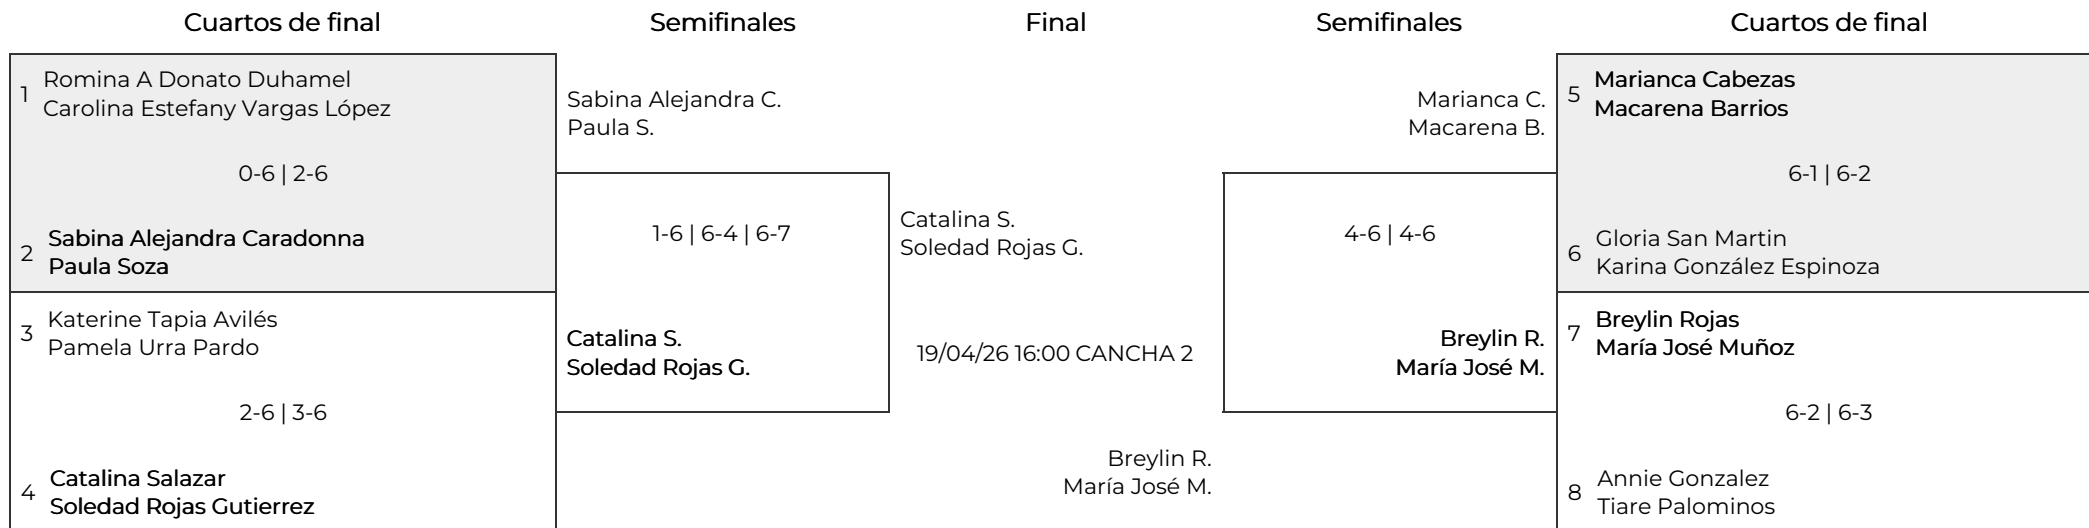 Cuartos de final
Semifinales
Final
Semifinales
Cuartos de final
1
Romina A Donato Duhamel
Carolina Estefany Vargas López
0-6 | 2-6
2
Sabina Alejandra Caradonna
Paula Soza
3
Katerine Tapia Avilés
Pamela Urra Pardo
2-6 | 3-6
4
Catalina Salazar
Soledad Rojas Gutierrez
Sabina Alejandra C.
Paula S.
1-6 | 6-4 | 6-7
Catalina S.
Soledad Rojas G.
Catalina S.
Soledad Rojas G.
19/04/26 16:00 CANCHA 2
Breylin R.
María José M.
Marianca C.
Macarena B.
4-6 | 4-6
Breylin R.
María José M.
5
Marianca Cabezas
Macarena Barrios
6-1 | 6-2
6
Gloria San Martin
Karina González Espinoza
7
Breylin Rojas
María José Muñoz
6-2 | 6-3
8
Annie Gonzalez
Tiare Palominos